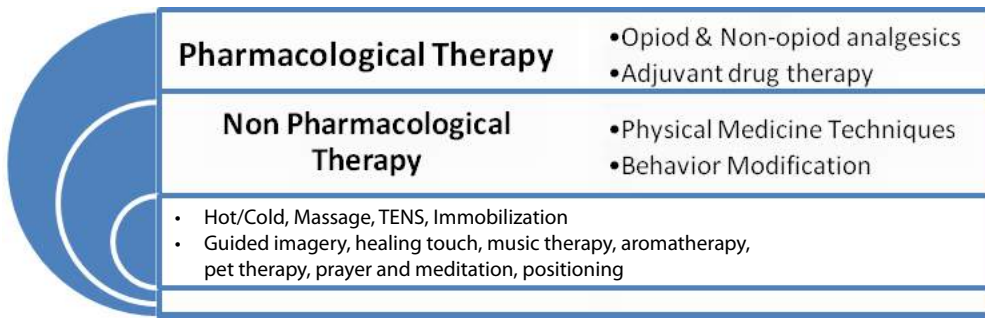 Pharmacological Therapy
•Opiod & Non-opiod analgesics
•Adjuvant drug therapy
Non Pharmacological
Therapy
•Physical Medicine Techniques
•Behavior Modification
• Hot/Cold, Massage, TENS, Immobilization
• Guided imagery, healing touch, music therapy, aromatherapy,
pet therapy, prayer and meditation, positioning